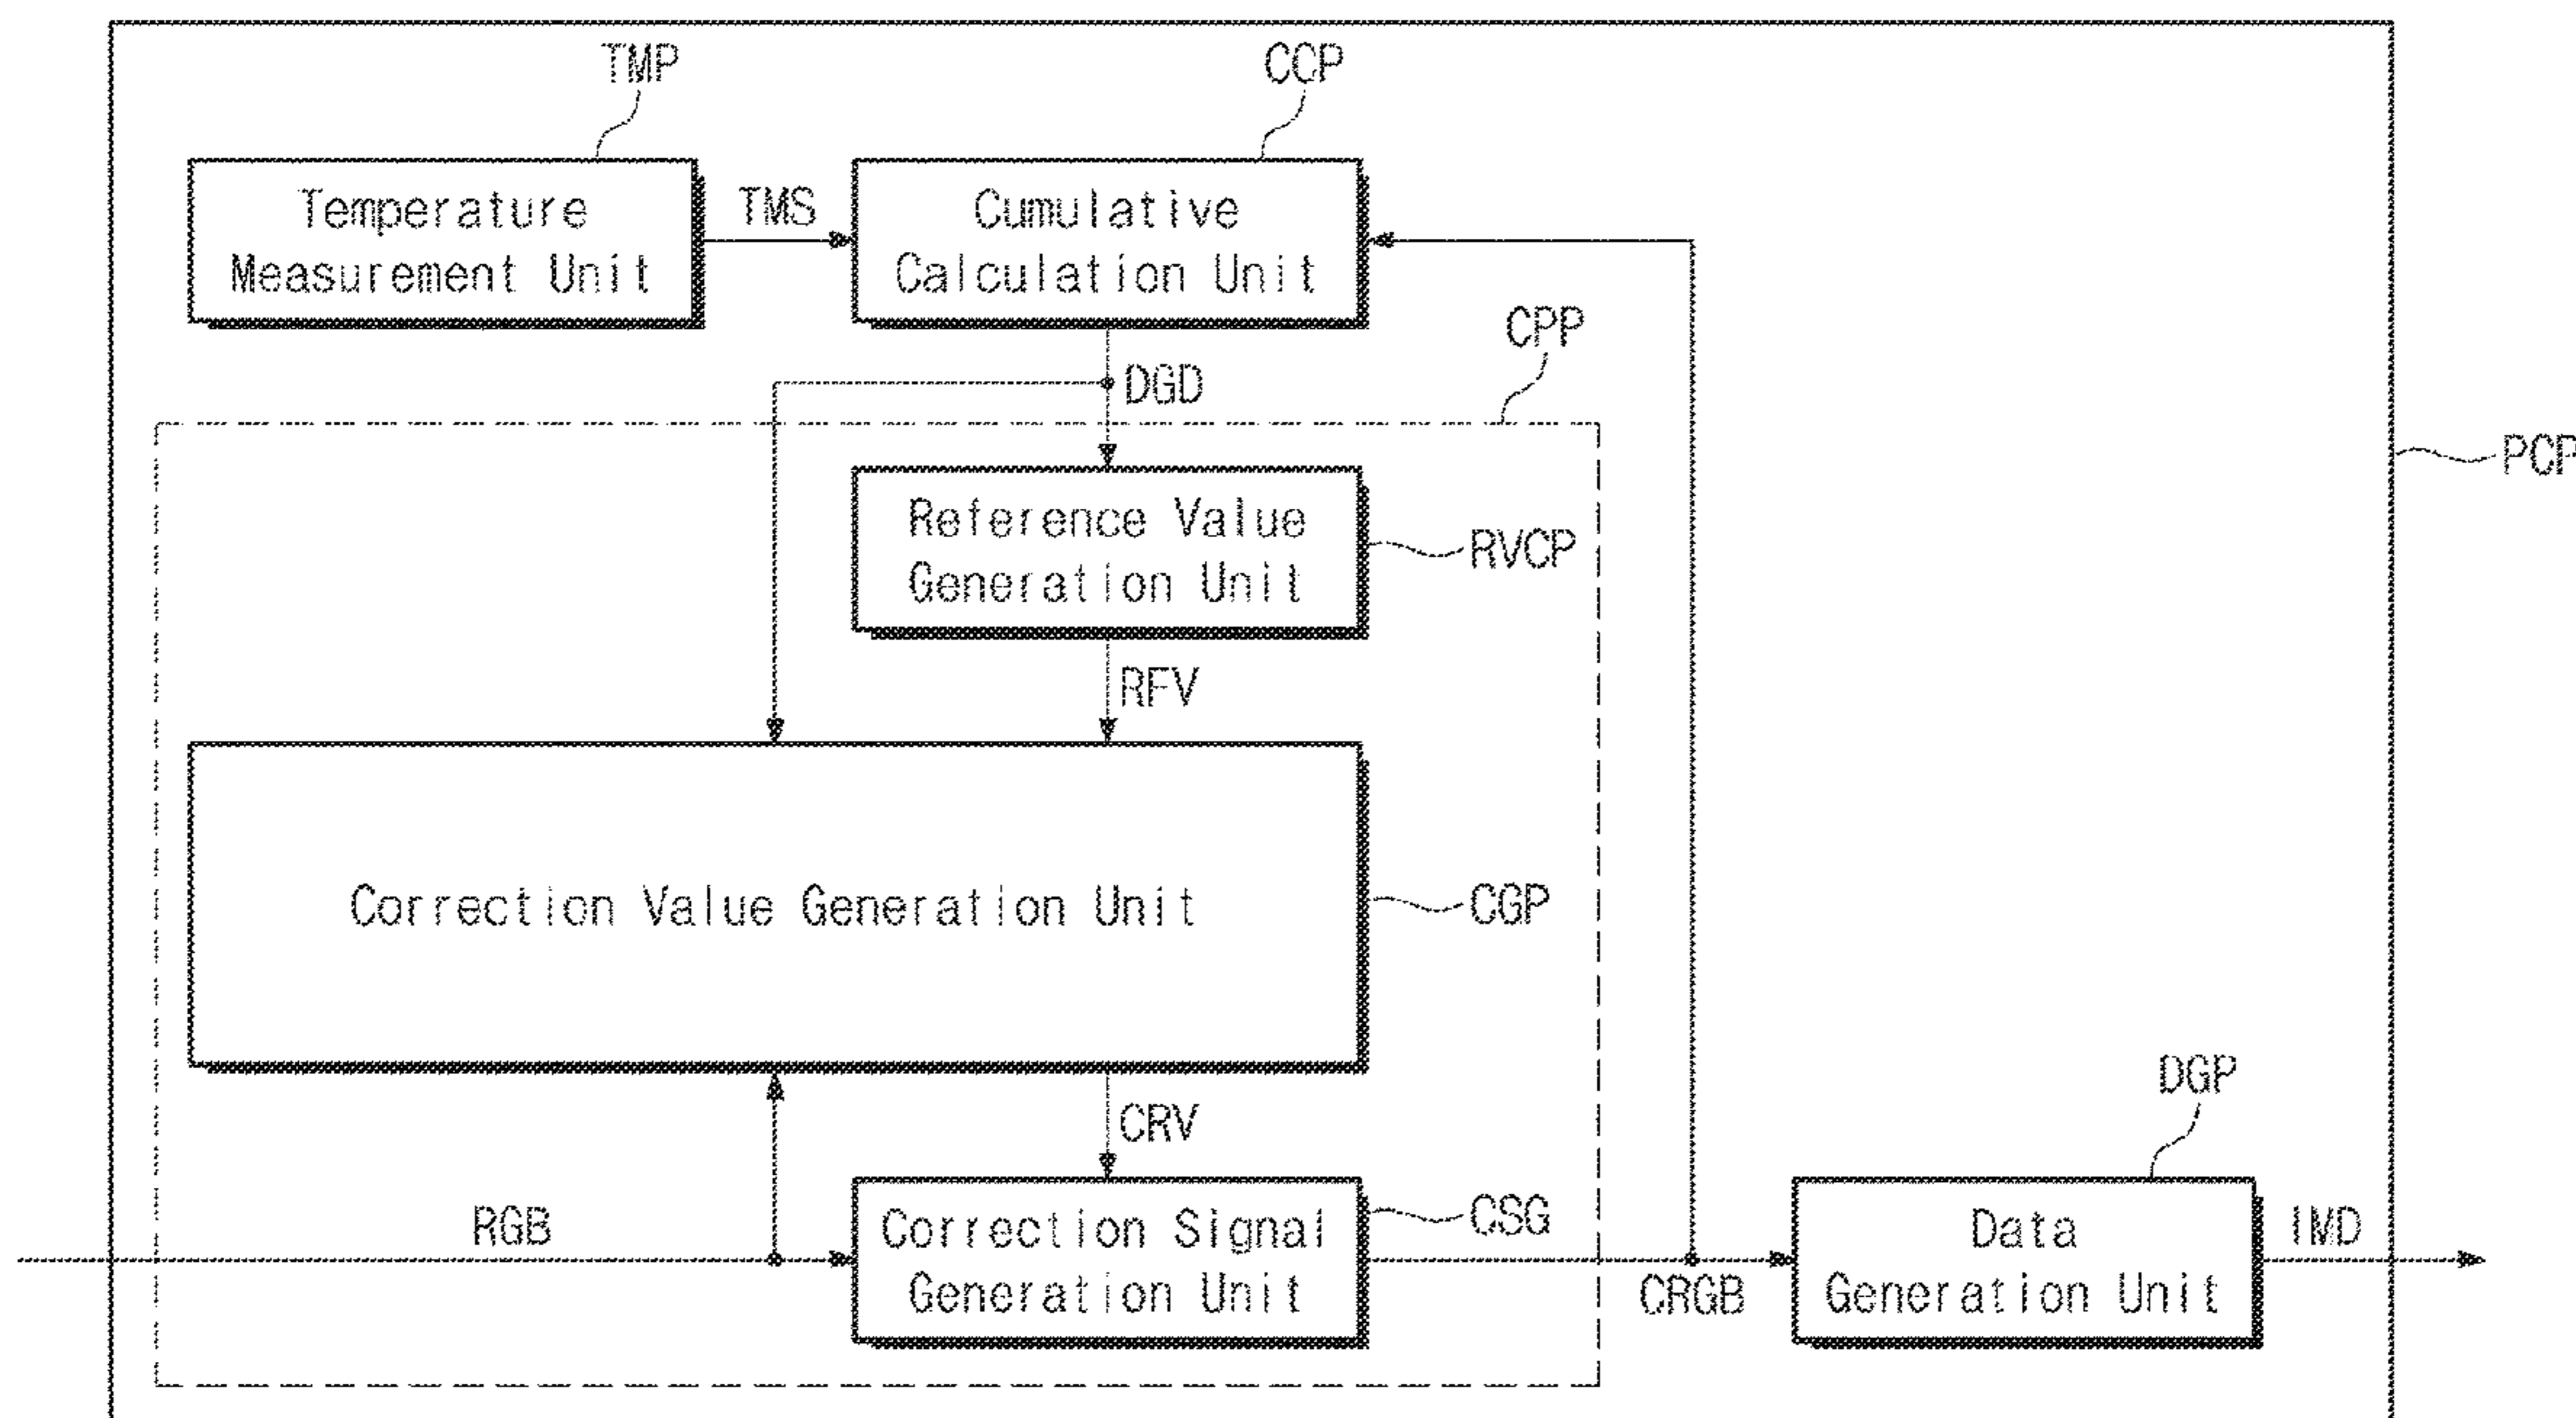 TMP
CCP
Temperature
Measurement Unit
TMS
Cumulative
Calculation Unit
CPP
DGD
PCP
Reference Value
Generation Unit
RVCP
RFV
Correction Value Generation Unit
CGP
DGP
CRV
RGB
Correction Signal
Generation Unit
CSG
CRGB
Data
Generation Unit
IMD